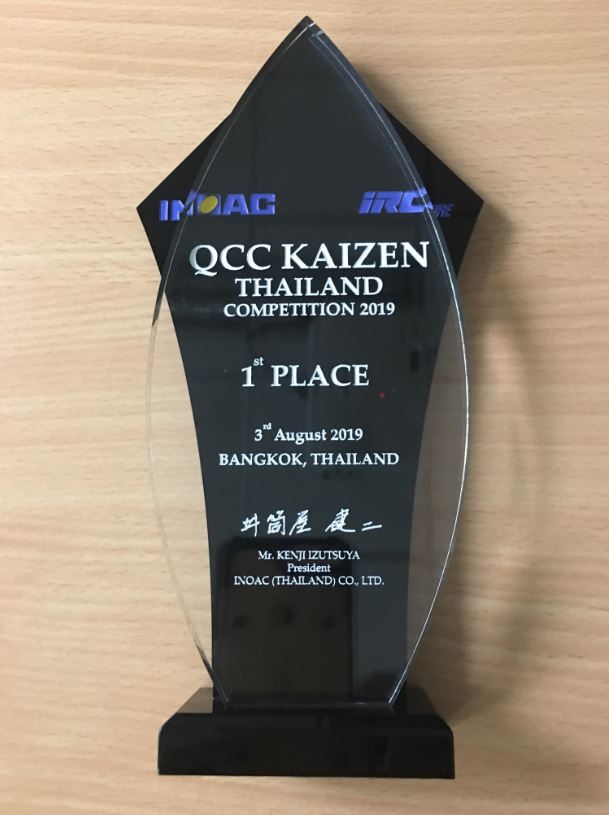 INOAC
iRC TIRE
QCC KAIZEN
THAILAND
COMPETITION 2019
1st PLACE
3rd August 2019
BANGKOK, THAILAND
井筒屋 健二
Mr. KENJI IZUTSUYA
President
INOAC (THAILAND) CO., LTD.